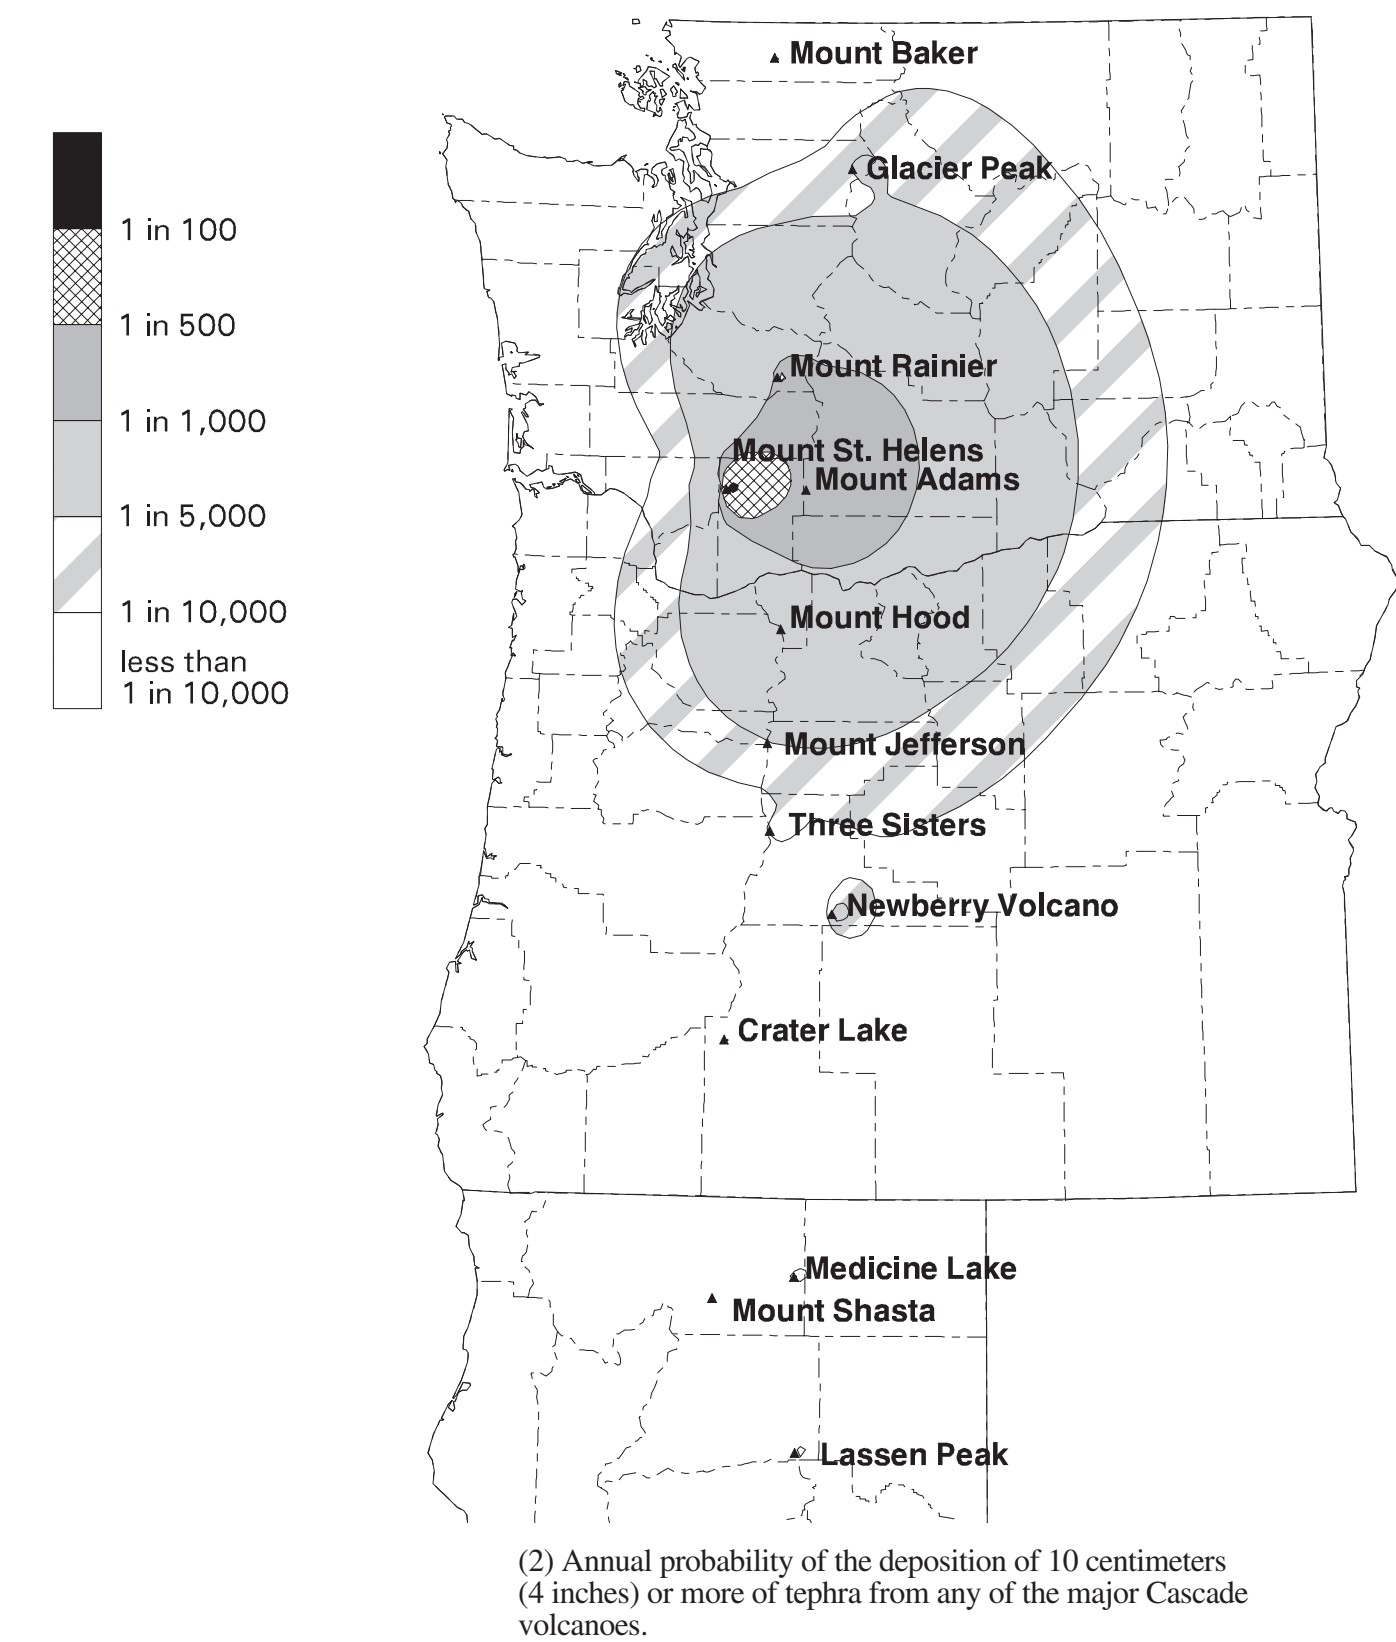 1 in 100
1 in 500
1 in 1,000
1 in 5,000
1 in 10,000
less than
1 in 10,000
Mount Baker
Glacier Peak
Mount Rainier
Mount St. Helens
Mount Adams
Mount Hood
Mount Jefferson
Three Sisters
Newberry Volcano
Crater Lake
Medicine Lake
Mount Shasta
Lassen Peak
(2) Annual probability of the deposition of 10 centimeters
(4 inches) or more of tephra from any of the major Cascade
volcanoes.